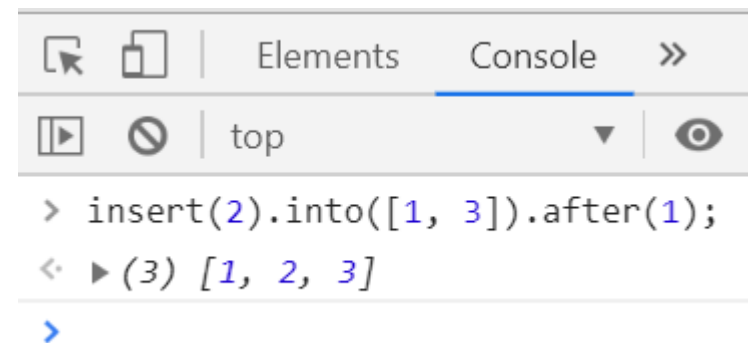 Elements Console »
top
> insert(2).into([1, 3]).after(1);
(3) [1, 2, 3]
>